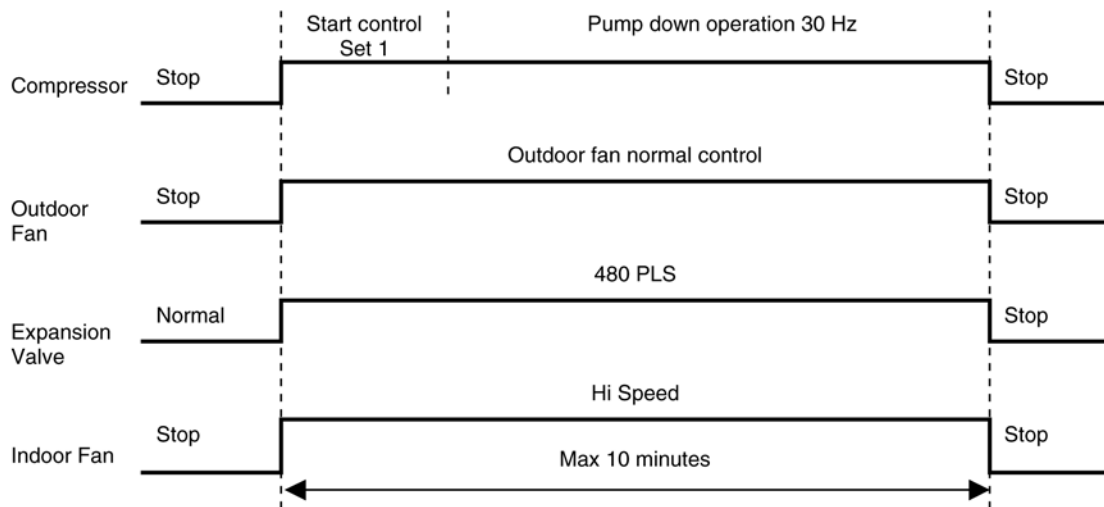 Start control
Set 1
Pump down operation 30 Hz
Compressor
Stop
Stop
Outdoor fan normal control
Outdoor
Fan
Stop
Stop
480 PLS
Expansion
Valve
Normal
Stop
Hi Speed
Indoor Fan
Stop
Stop
Max 10 minutes